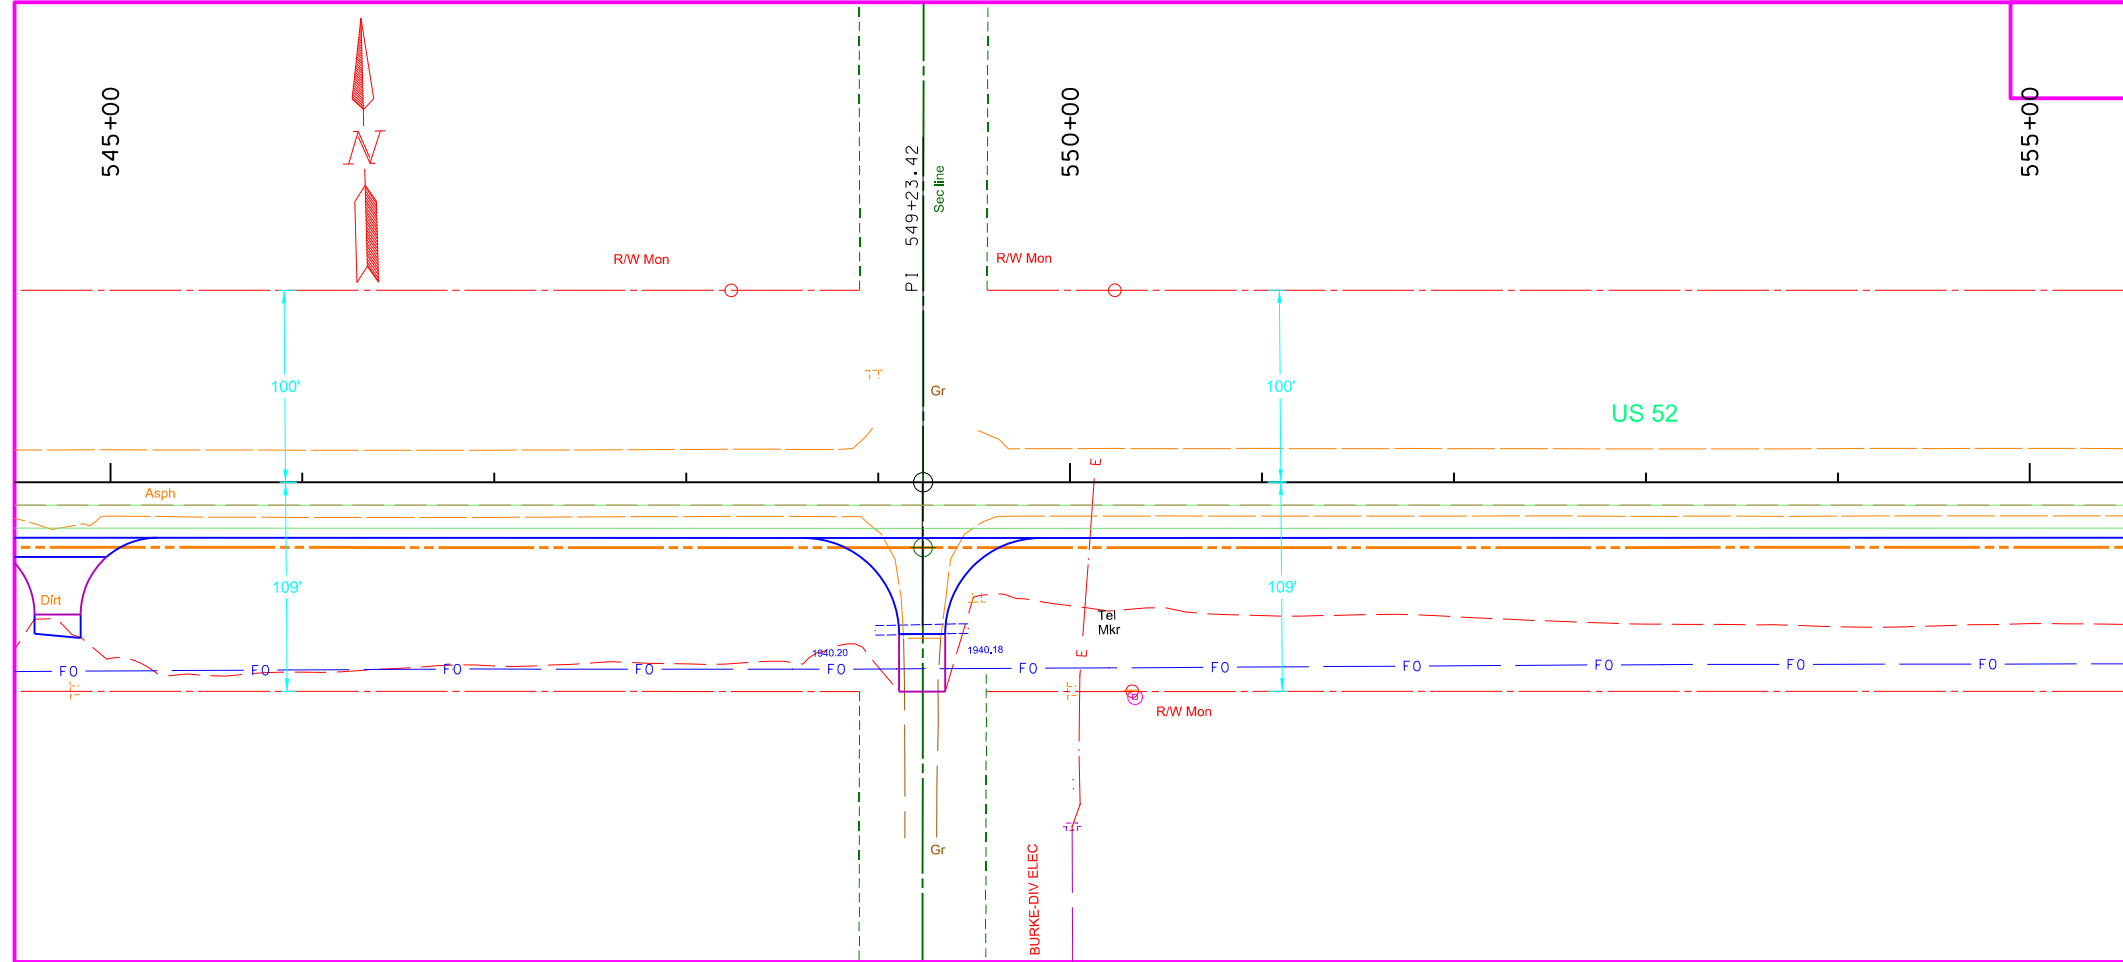 545+00
550+00
555+00
N
PI 549+23.42
Sec line
R/W Mon
R/W Mon
100'
100'
Gr
US 52
E
Asph
109'
109'
Dirt
Tel
Mkr
1940.20
1940.18
E
FO
FO
FO
FO
FO
FO
FO
FO
FO
FO
FO
R/W Mon
Gr
BURKE-DIV ELEC